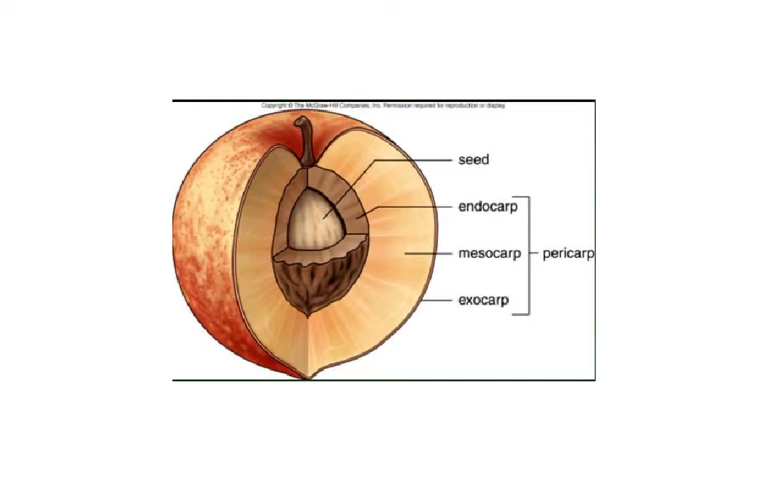 Copyright © The McGraw-Hill Companies, Inc. Permission required for reproduction or display.
seed
endocarp
mesocarp
pericarp
exocarp